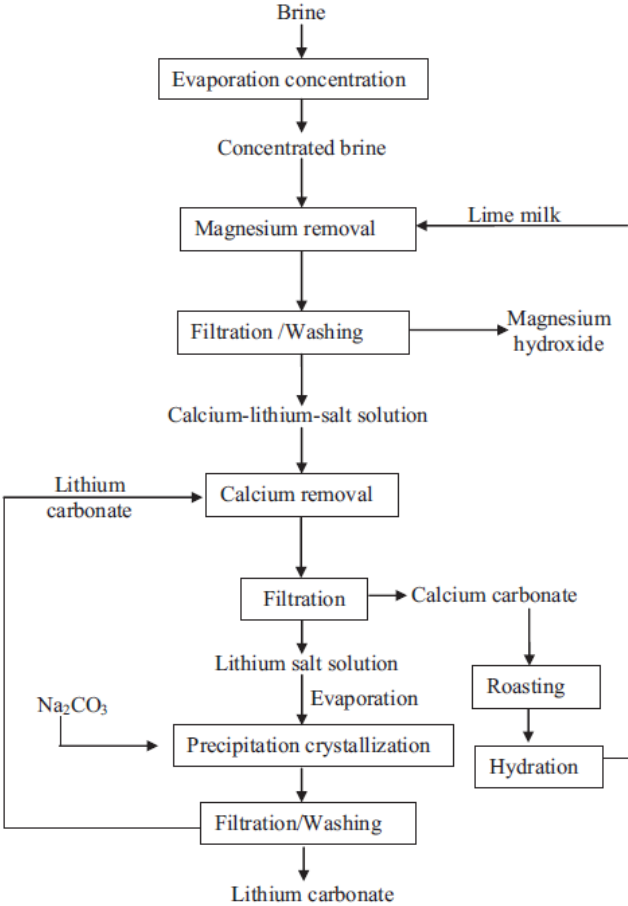 Brine
Evaporation concentration
Concentrated brine
Lime milk
Magnesium removal
Filtration /Washing
Magnesium
hydroxide
Calcium-lithium-salt solution
Lithium
carbonate
Calcium removal
Filtration
Calcium carbonate
Lithium salt solution
Evaporation
Roasting
Na₂CO₃
Precipitation crystallization
Hydration
Filtration/Washing
Lithium carbonate